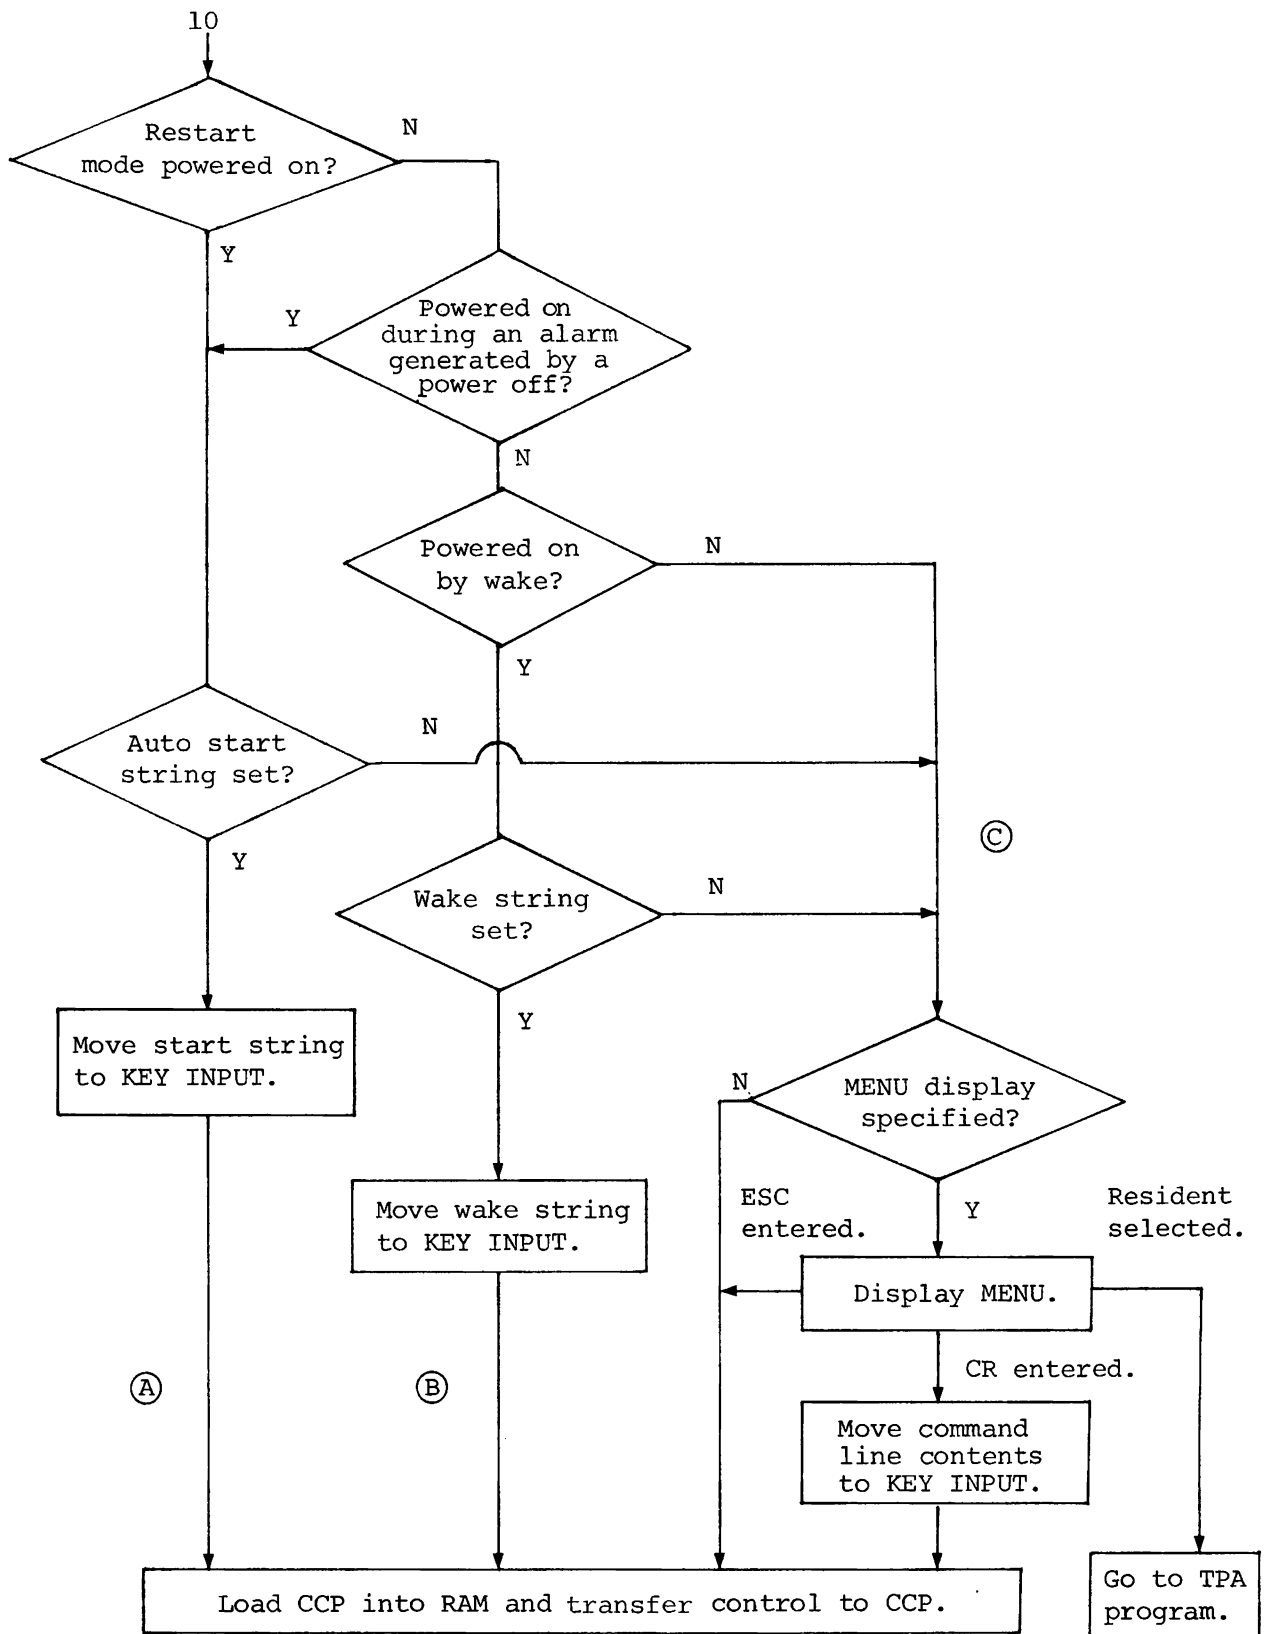 10
Restart
mode powered on?
N
Y
Powered on
during an alarm
generated by a
power off?
Y
N
Powered on
by wake?
N
Y
Auto start
string set?
N
Y
C
Wake string
set?
N
Y
Move start string
to KEY INPUT.
MENU display
specified?
N
Y
Move wake string
to KEY INPUT.
ESC
entered.
Resident
selected.
Display MENU.
CR entered.
A
B
Move command
line contents
to KEY INPUT.
Load CCP into RAM and transfer control to CCP.
Go to TPA
program.